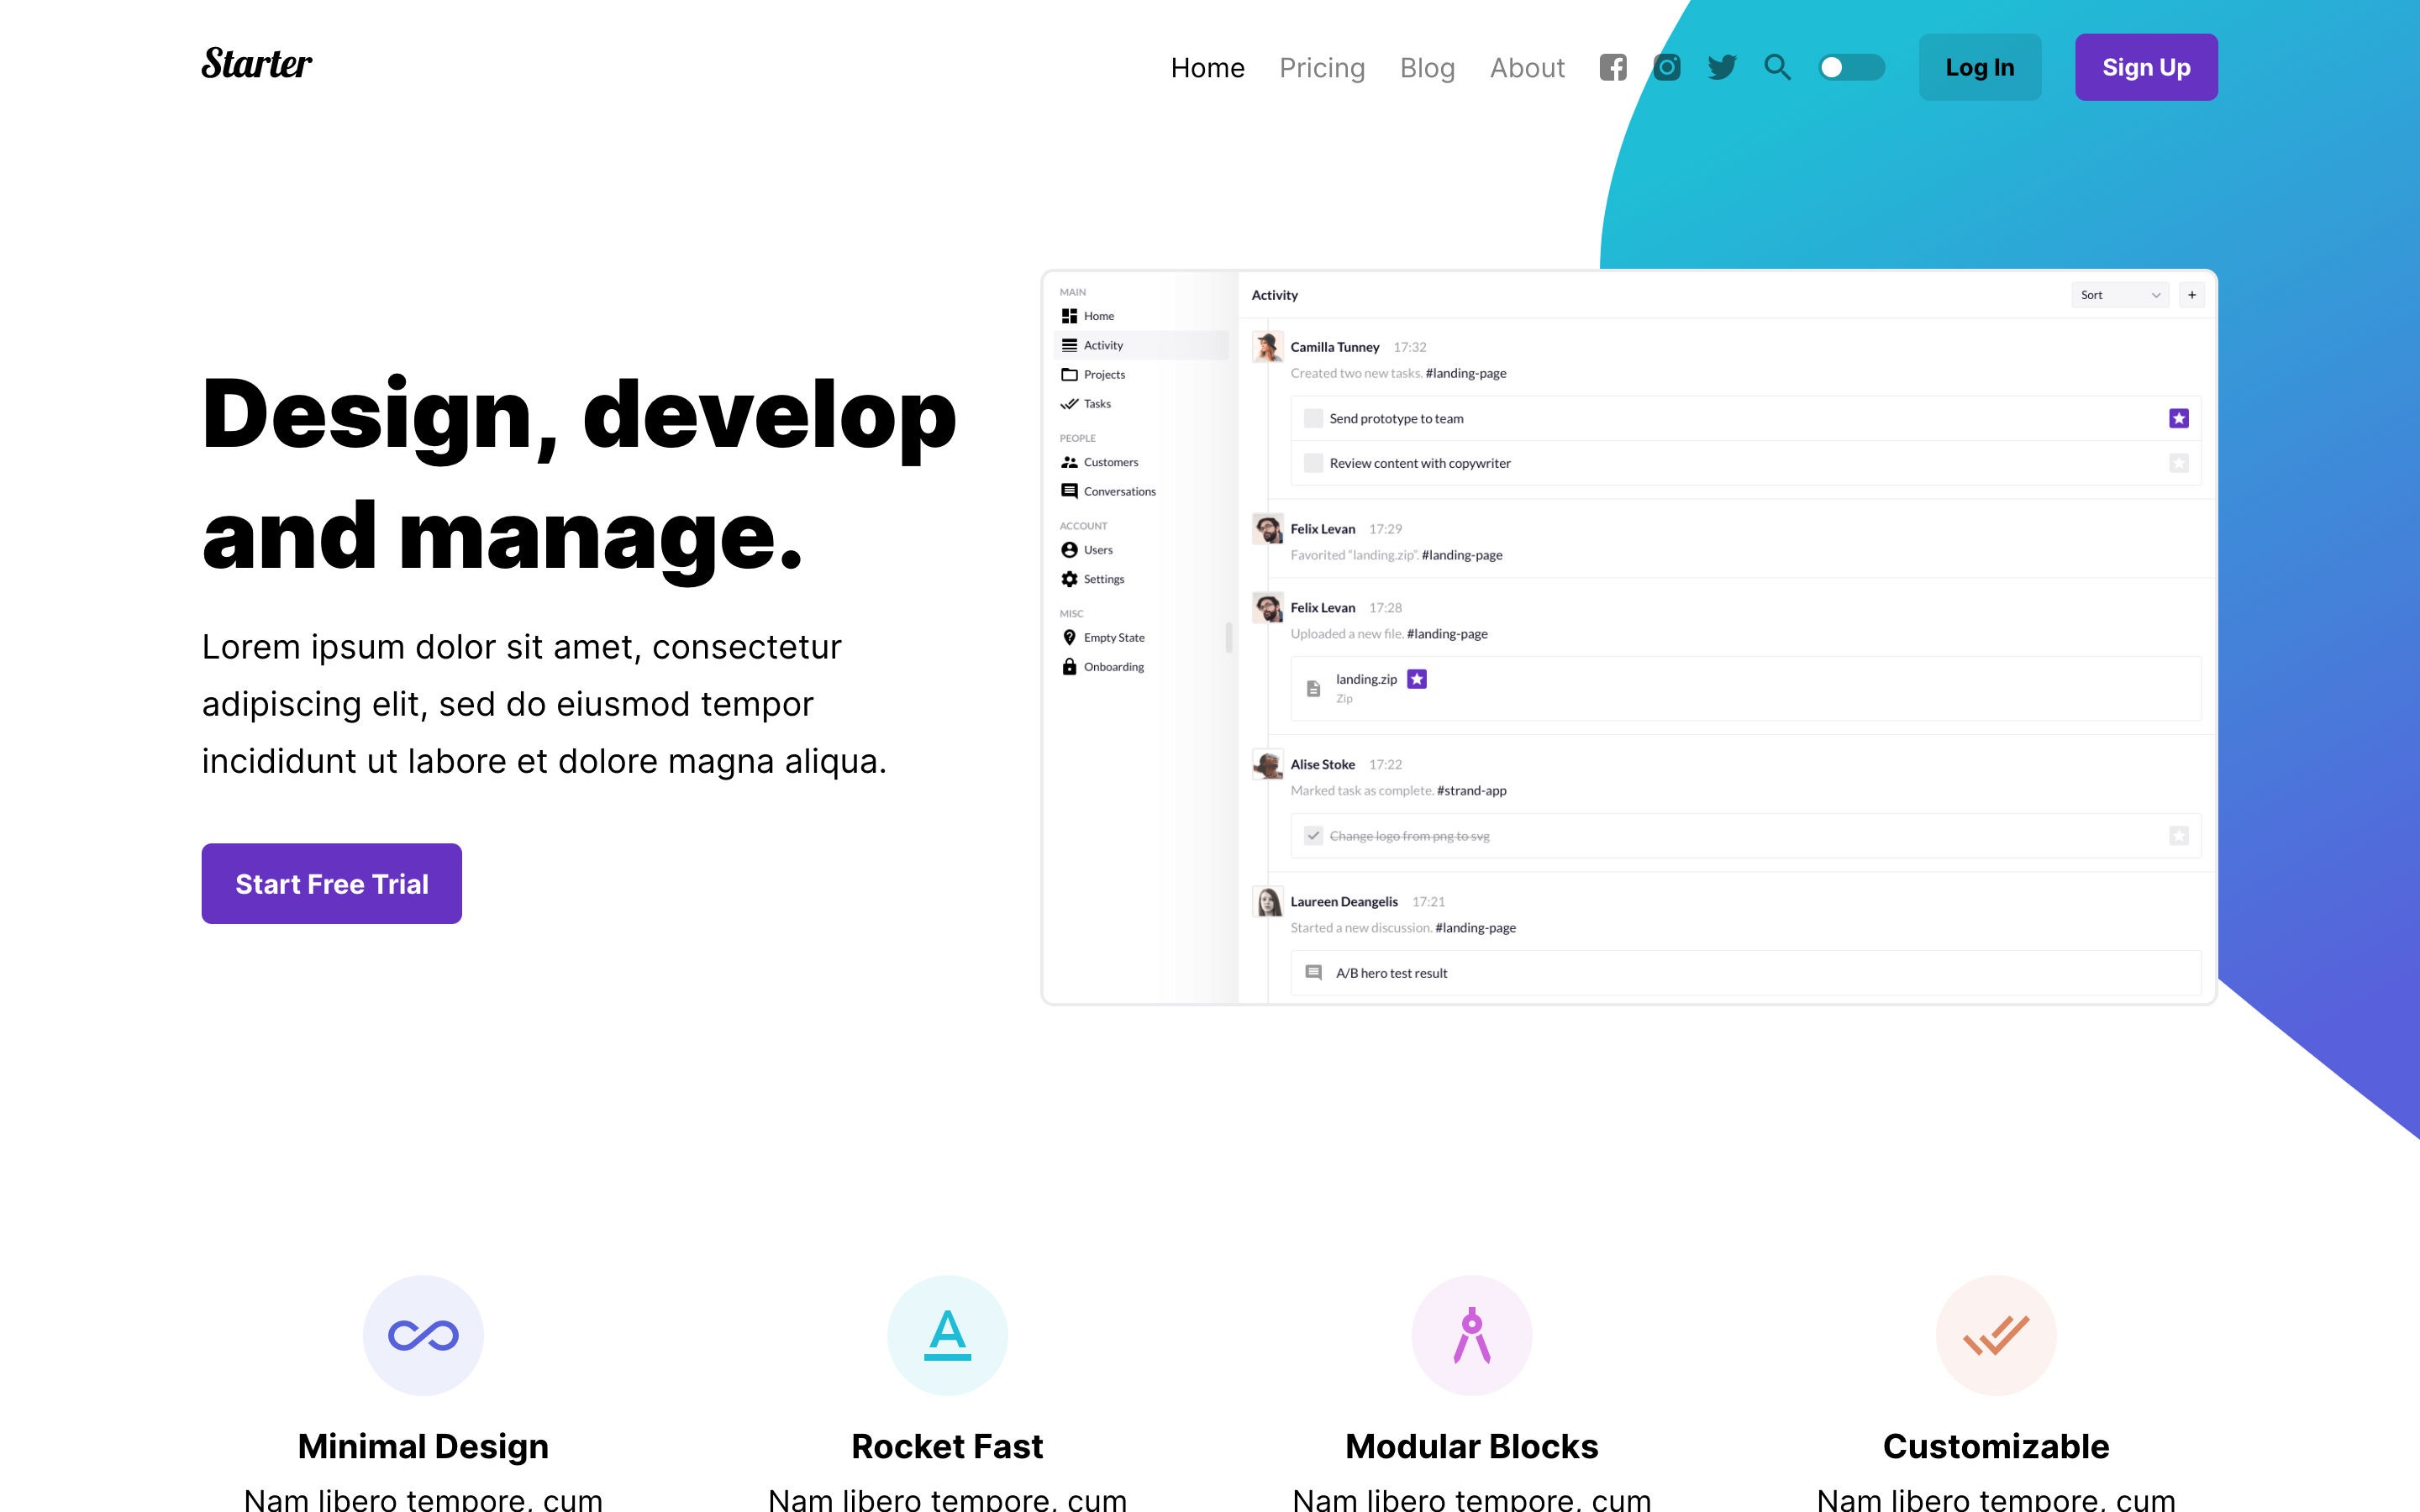 Starter
Home Pricing Blog About Log In Sign Up
Design, develop
and manage.
Lorem ipsum dolor sit amet, consectetur
adipiscing elit, sed do eiusmod tempor
incididunt ut labore et dolore magna aliqua.
Start Free Trial
MAIN
Home
Activity
Projects
Tasks
PEOPLE
Customers
Conversations
ACCOUNT
Users
Settings
MISC
Empty State
Onboarding
Activity Sort +
Camilla Tunney 17:32
Created two new tasks. #landing-page
Send prototype to team
Review content with copywriter
Felix Levan 17:29
Favorited "landing.zip". #landing-page
Felix Levan 17:28
Uploaded a new file. #landing-page
landing.zip
Zip
Alise Stoke 17:22
Marked task as complete. #strand-app
Change logo from png to svg
Laureen Deangelis 17:21
Started a new discussion. #landing-page
A/B hero test result
Minimal Design
Nam libero tempore, cum
Rocket Fast
Nam libero tempore, cum
Modular Blocks
Nam libero tempore, cum
Customizable
Nam libero tempore, cum